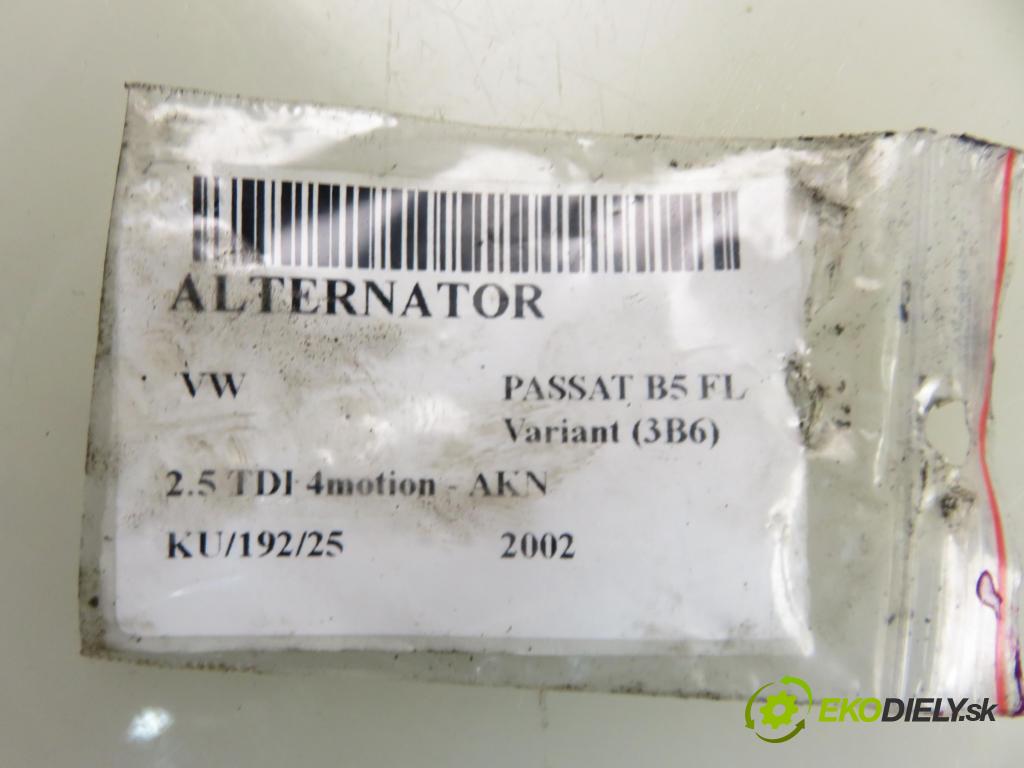 ALTERNATOR
VW PASSAT B5 FL
Variant (3B6)
2.5 TDI 4motion - AKN
KU/192/25 2002
EKODIELY.sk